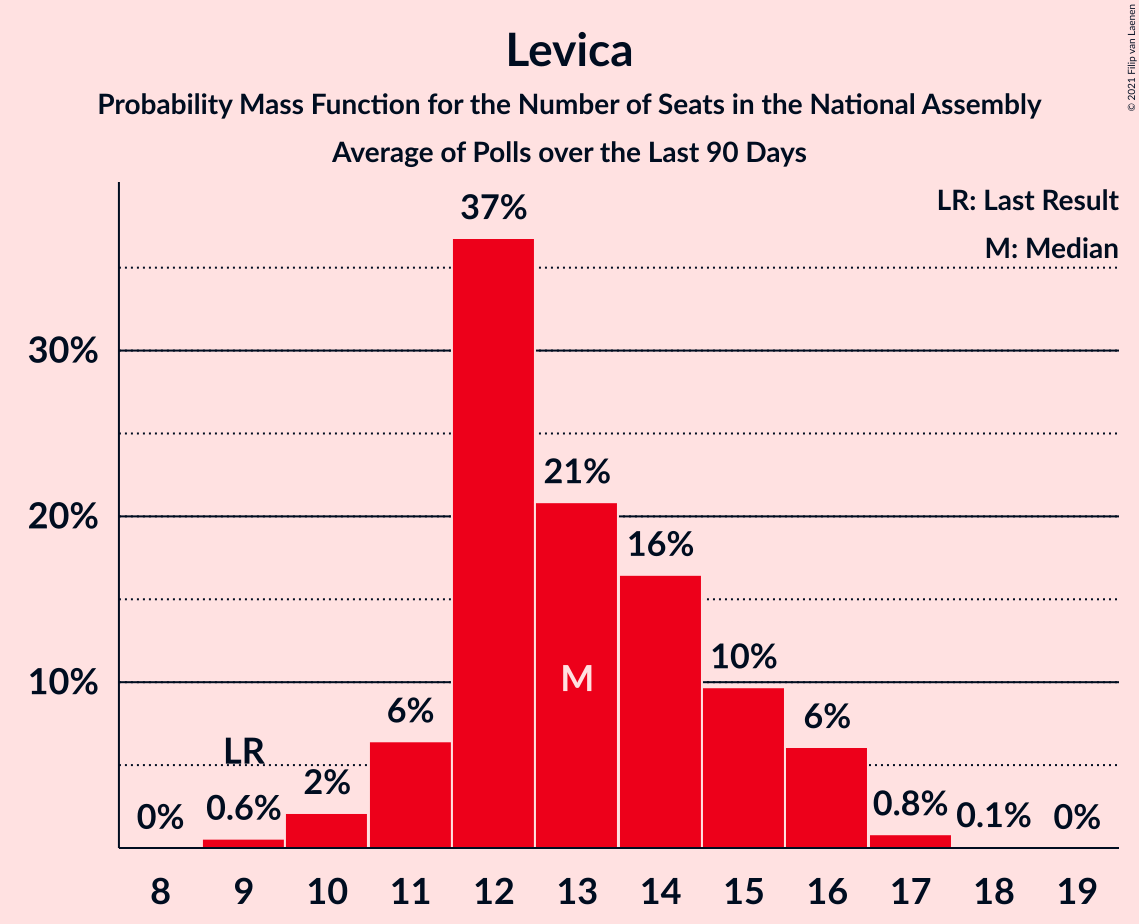 Levica
Probability Mass Function for the Number of Seats in the National Assembly
Average of Polls over the Last 90 Days
© 2021 Filip van Laenen
LR: Last Result
M: Median
37%
30%
21%
20%
16%
10%
10%
M
6%
6%
LR
2%
0%
0.6%
0.8%
0.1%
0%
8 9 10 11 12 13 14 15 16 17 18 19